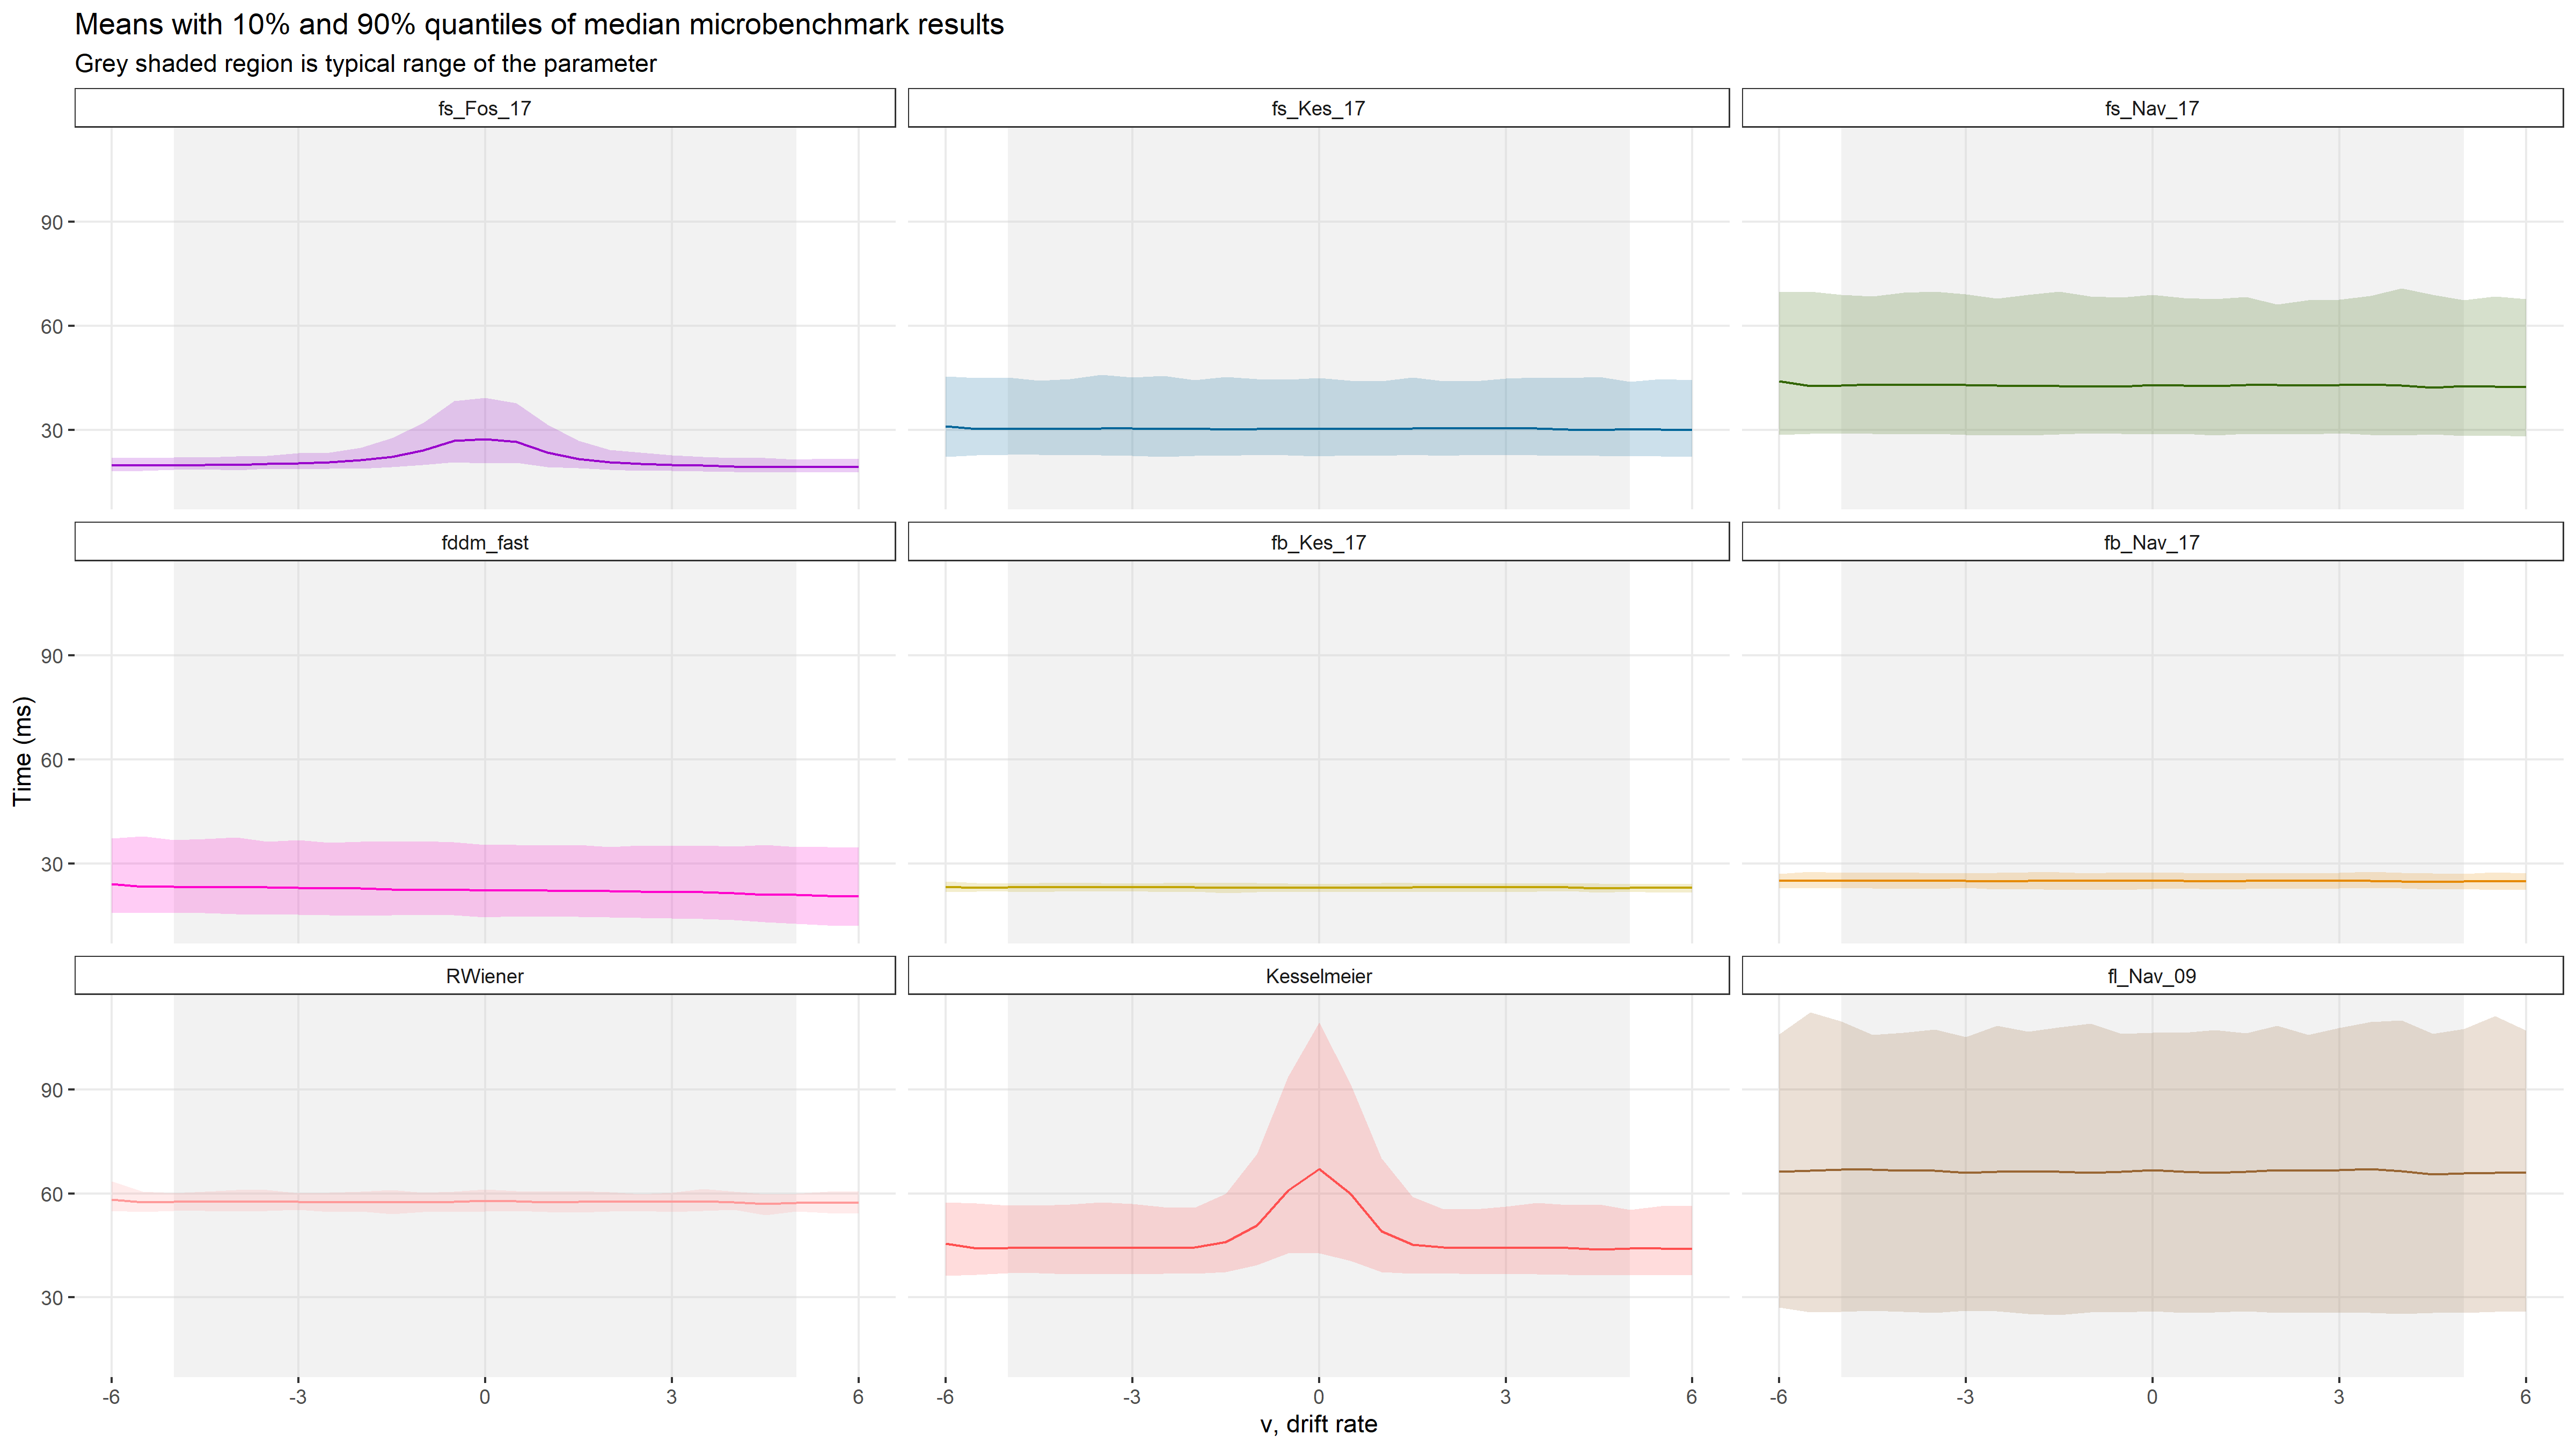 Means with 10% and 90% quantiles of median microbenchmark results
Grey shaded region is typical range of the parameter
fs_Fos_17
fs_Kes_17
fs_Nav_17
90
60
30
fddm_fast
fb_Kes_17
fb_Nav_17
90
60
30
Time (ms)
RWiener
Kesselmeier
fl_Nav_09
90
60
30
-6 -3 0 3 6
-6 -3 0 3 6
-6 -3 0 3 6
v, drift rate